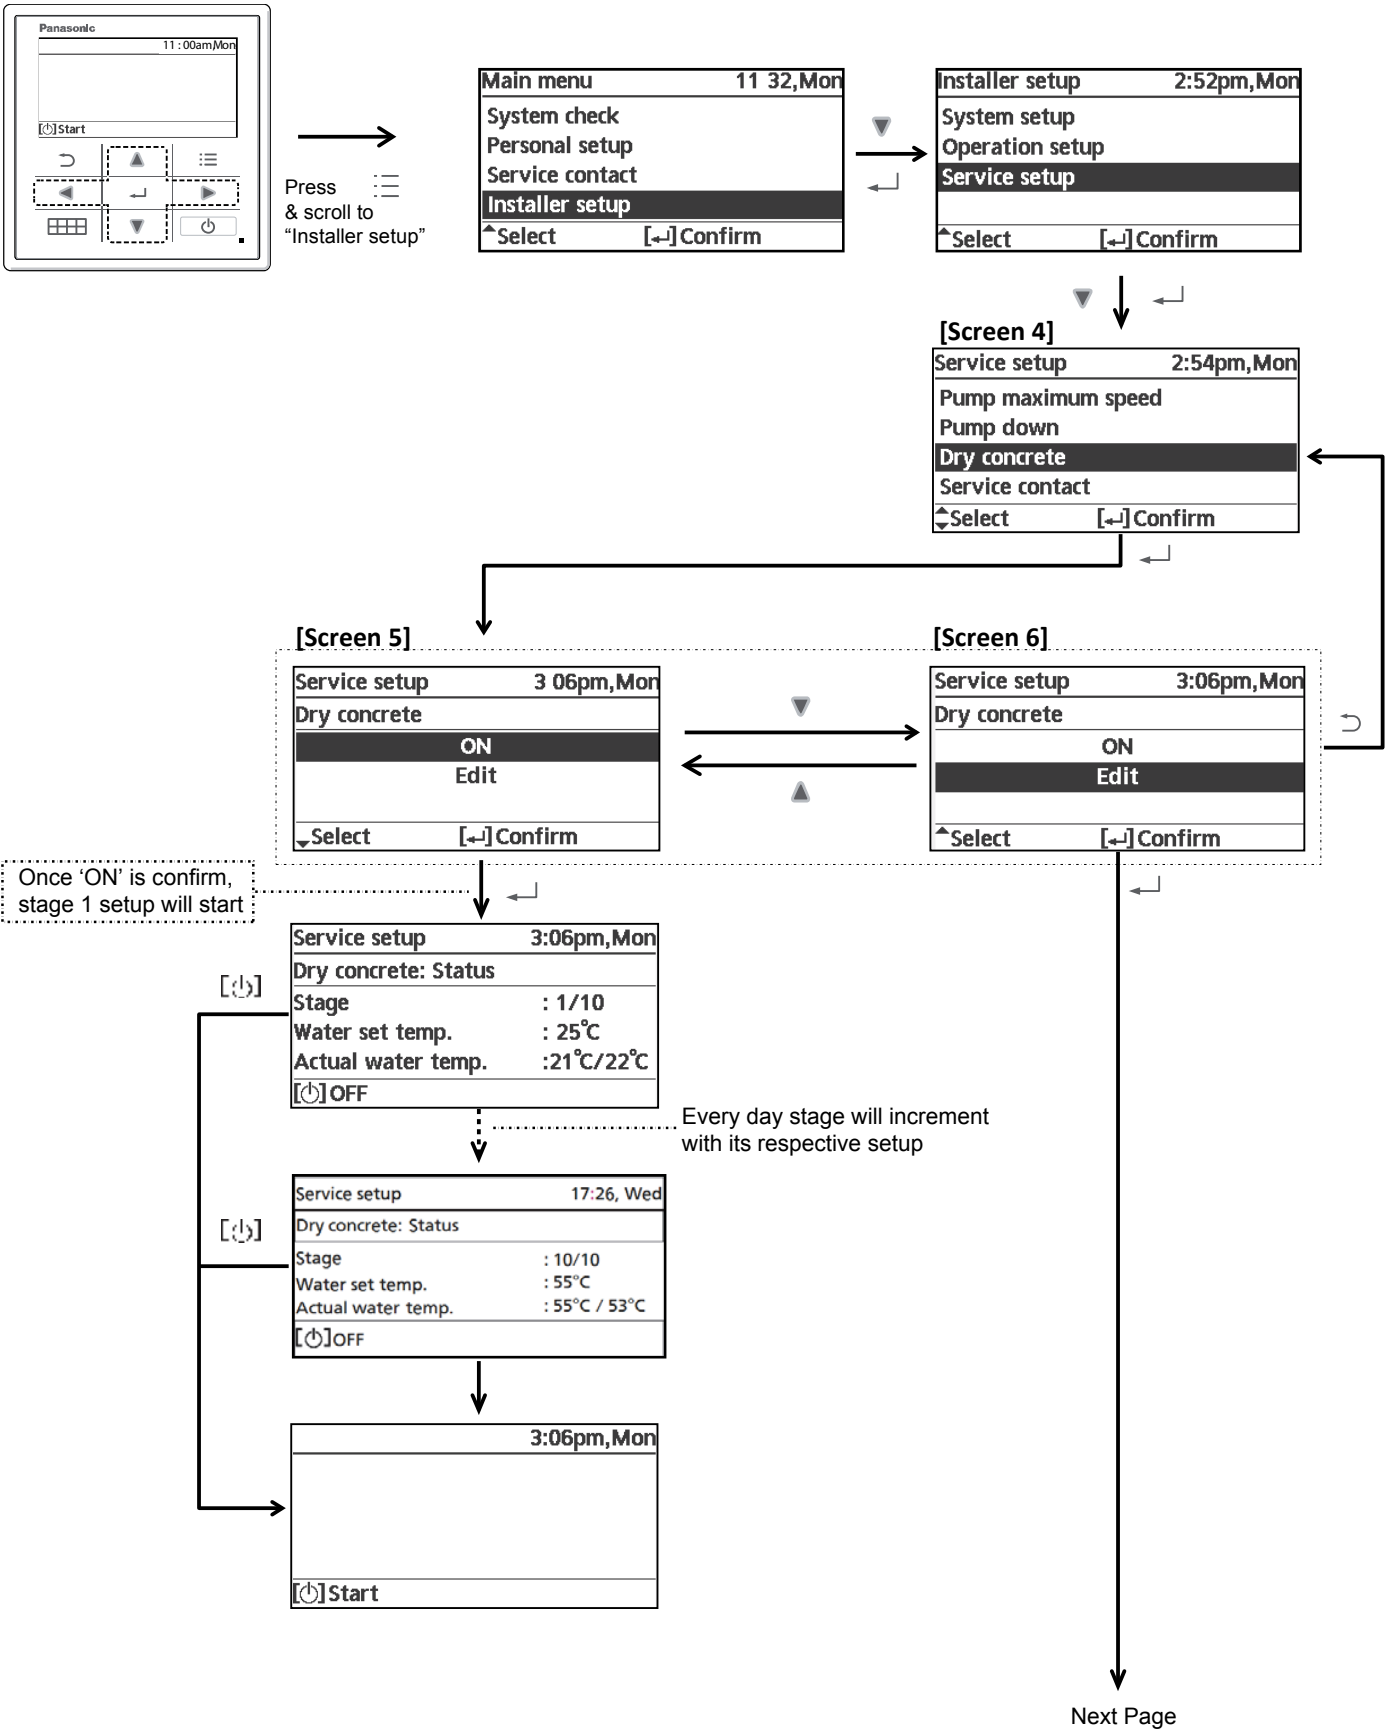 Panasonic
11 : 00am,Mon
[⏻]Start
Press
& scroll to
“Installer setup”
Main menu 11 32,Mon
System check
Personal setup
Service contact
Installer setup
Select [↵]Confirm
Installer setup 2:52pm,Mon
System setup
Operation setup
Service setup
Select [↵]Confirm
[Screen 4]
Service setup 2:54pm,Mon
Pump maximum speed
Pump down
Dry concrete
Service contact
Select [↵]Confirm
[Screen 5]
Service setup 3 06pm,Mon
Dry concrete
ON
Edit
Select [↵]Confirm
[Screen 6]
Service setup 3:06pm,Mon
Dry concrete
ON
Edit
Select [↵]Confirm
Once ‘ON’ is confirm,
stage 1 setup will start
Service setup 3:06pm,Mon
Dry concrete: Status
Stage : 1/10
Water set temp. : 25°C
Actual water temp. :21°C/22°C
[⏻]OFF
[⏻]
Every day stage will increment
with its respective setup
Service setup 17:26, Wed
Dry concrete: Status
Stage : 10/10
Water set temp. : 55°C
Actual water temp. : 55°C / 53°C
[⏻]OFF
[⏻]
3:06pm,Mon
[⏻]Start
Next Page